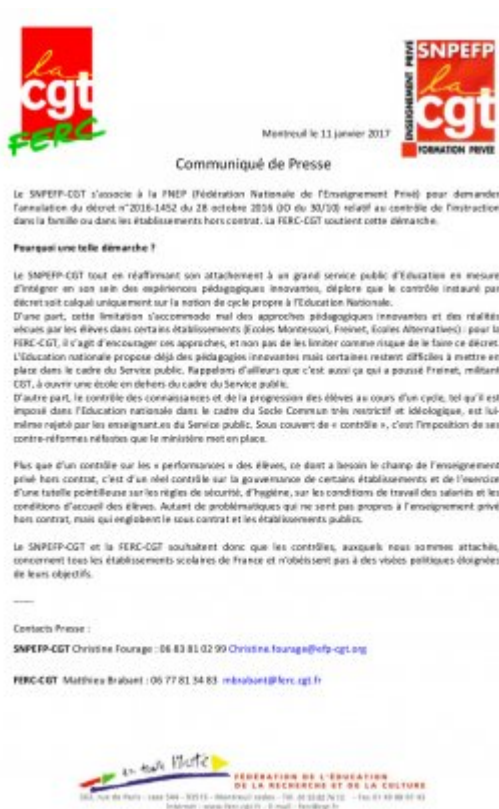 la
cgt
FERC
ENSEIGNEMENT PRIVÉ
SNPEFP
la
cgt
FORMATION PRIVÉE
Montreuil le 11 janvier 2017
Communiqué de Presse
Le SNPEFP-CGT s'associe à la FNEP (Fédération Nationale de l'Enseignement Privé) pour demander
l'annulation du décret n°2016-1452 du 28 octobre 2016 (JO du 30/10) relatif au contrôle de l'instruction
dans la famille ou dans les établissements hors contrat. La FERC-CGT soutient cette démarche.
Pourquoi une telle démarche ?
Le SNPEFP-CGT tout en réaffirmant son attachement à un grand service public d'Education en mesure
d'intégrer en son sein des expériences pédagogiques innovantes, déplore que le contrôle instauré par
décret soit calqué uniquement sur la notion de cycle propre à l'Education Nationale.
D'une part, cette limitation s'accommode mal des approches pédagogiques innovantes et des réalités
vécues par les élèves dans certains établissements (Ecoles Montessori, Freinet, Ecoles Alternatives) : pour la
FERC-CGT, il s'agit d'encourager ces approches, et non pas de les limiter comme risque de le faire ce décret.
L'Education nationale propose déjà des pédagogies innovantes mais certaines restent difficiles à mettre en
place dans le cadre du Service public. Rappelons d'ailleurs que c'est aussi ça qui a poussé Freinet, militant
CGT, à ouvrir une école en dehors du cadre du Service public.
D'autre part, le contrôle des connaissances et de la progression des élèves au cours d'un cycle, tel qu'il est
imposé dans l'Education nationale dans le cadre du Socle Commun très restrictif et idéologique, est lui-
même rejeté par les enseignant.es du Service public. Sous couvert de « contrôle », c'est l'imposition de ses
contre-réformes néfastes que le ministère met en place.
Plus que d'un contrôle sur les « performances » des élèves, ce dont a besoin le champ de l'enseignement
privé hors contrat, c'est d'un réel contrôle sur la gouvernance de certains établissements et de l'exercice
d'une tutelle pointilleuse sur les règles de sécurité, d'hygiène, sur les conditions de travail des salariés et les
conditions d'accueil des élèves. Autant de problématiques qui ne sont pas propres à l'enseignement privé
hors contrat, mais qui englobent le sous contrat et les établissements publics.
Le SNPEFP-CGT et la FERC-CGT souhaitent donc que les contrôles, auxquels nous sommes attachés,
concernent tous les établissements scolaires de France et n'obéissent pas à des visées politiques éloignées
de leurs objectifs.
Contacts Presse :
SNPEFP-CGT Christine Fourage : 06 83 81 02 99 Christine.fourage@efp-cgt.org
FERC-CGT Matthieu Brabant : 06 77 81 34 83 mbrabant@ferc.cgt.fr
en toute liberté
FÉDÉRATION DE L'ÉDUCATION
DE LA RECHERCHE ET DE LA CULTURE
263, rue de Paris - case 544 - 93515 - Montreuil cedex - Tél.